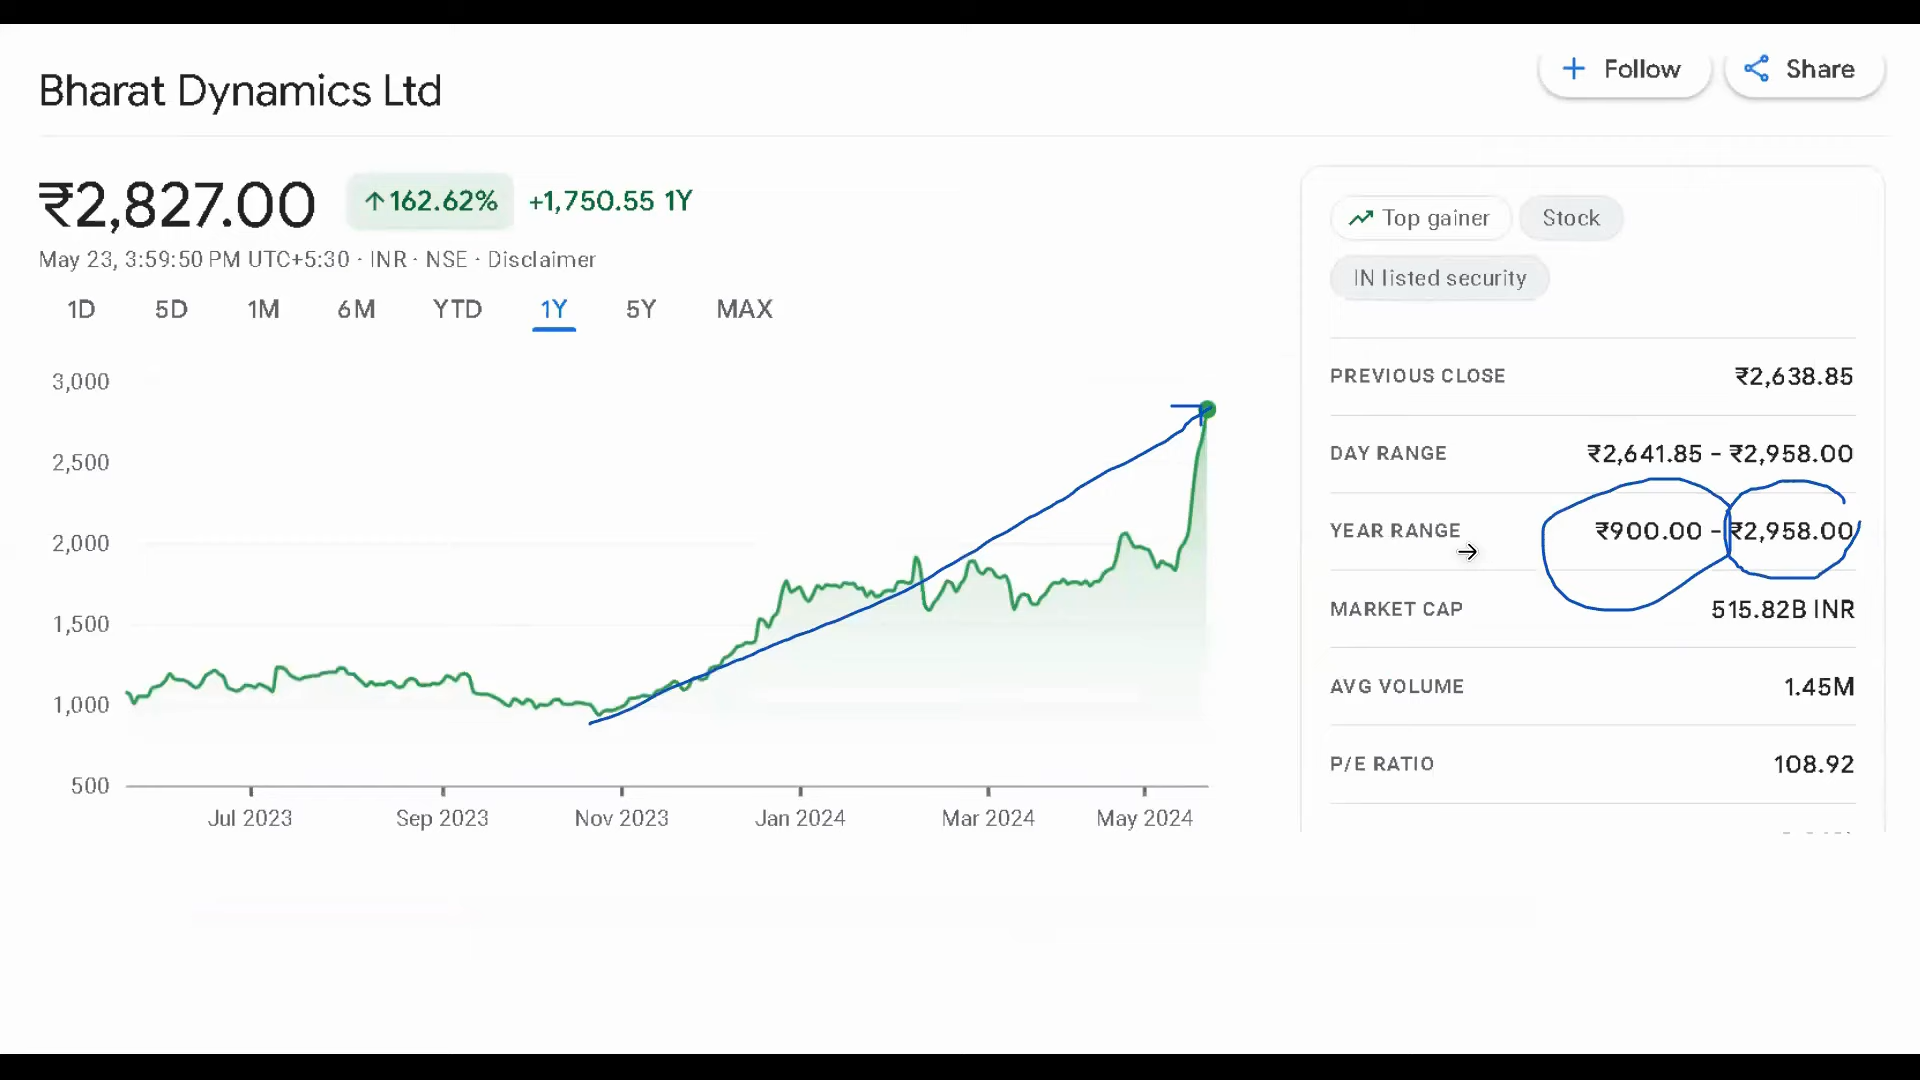 Bharat Dynamics Ltd
Follow
Share
₹2,827.00
↑162.62%
+1,750.55 1Y
May 23, 3:59:50 PM UTC+5:30 · INR · NSE · Disclaimer
1D 5D 1M 6M YTD 1Y 5Y MAX
3,000
2,500
2,000
1,500
1,000
500
Jul 2023 Sep 2023 Nov 2023 Jan 2024 Mar 2024 May 2024
Top gainer
Stock
IN listed security
PREVIOUS CLOSE ₹2,638.85
DAY RANGE ₹2,641.85 - ₹2,958.00
YEAR RANGE ₹900.00 - ₹2,958.00
MARKET CAP 515.82B INR
AVG VOLUME 1.45M
P/E RATIO 108.92